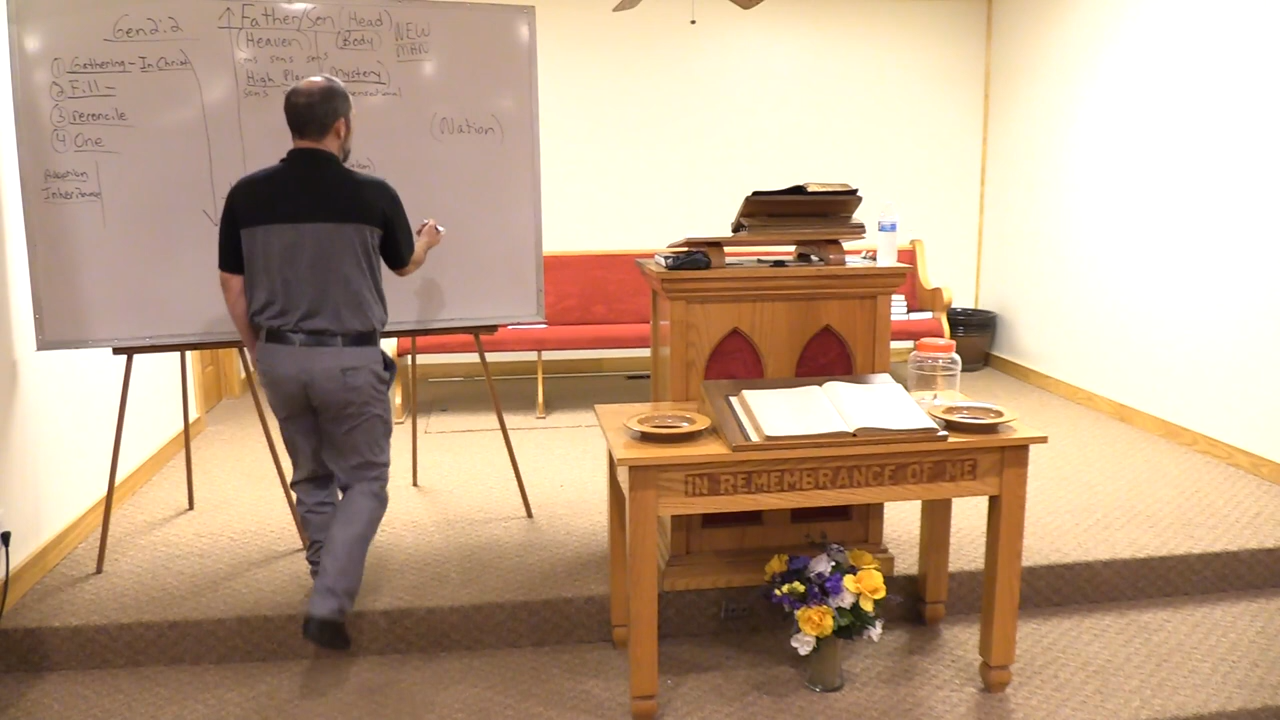 Gen 2:2
① Gathering - In Christ
② Fill -
③ reconcile
④ One
Adoption
Inheritance
↑ Father/Son (Head)
(Heaven) (Body)
NEW
MAN
sons sons sons
High Mystery)
sons
(Nation)
IN REMEMBRANCE OF ME